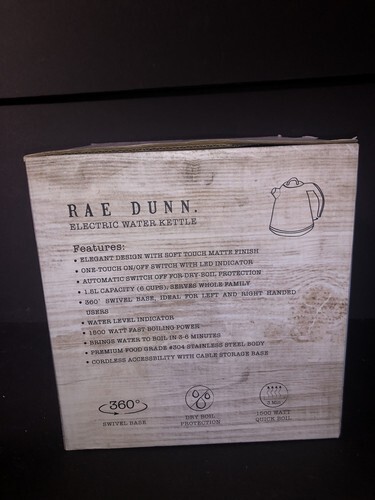 RAE DUNN.
ELECTRIC WATER KETTLE
Features:
• ELEGANT DESIGN WITH SOFT TOUCH MATTE FINISH
• ONE-TOUCH ON/OFF SWITCH WITH LED INDICATOR
• AUTOMATIC SWITCH OFF FOR DRY-BOIL PROTECTION
• 1.5L CAPACITY (6 CUPS); SERVES WHOLE FAMILY
• 360° SWIVEL BASE, IDEAL FOR LEFT AND RIGHT HANDED
USERS
• WATER LEVEL INDICATOR
• 1500 WATT FAST BOILING POWER
• BRINGS WATER TO BOIL IN 3-6 MINUTES
• PREMIUM FOOD GRADE #304 STAINLESS STEEL BODY
• CORDLESS ACCESSIBILITY WITH CABLE STORAGE BASE
360°
SWIVEL BASE
DRY BOIL
PROTECTION
1500 WATT
QUICK BOIL